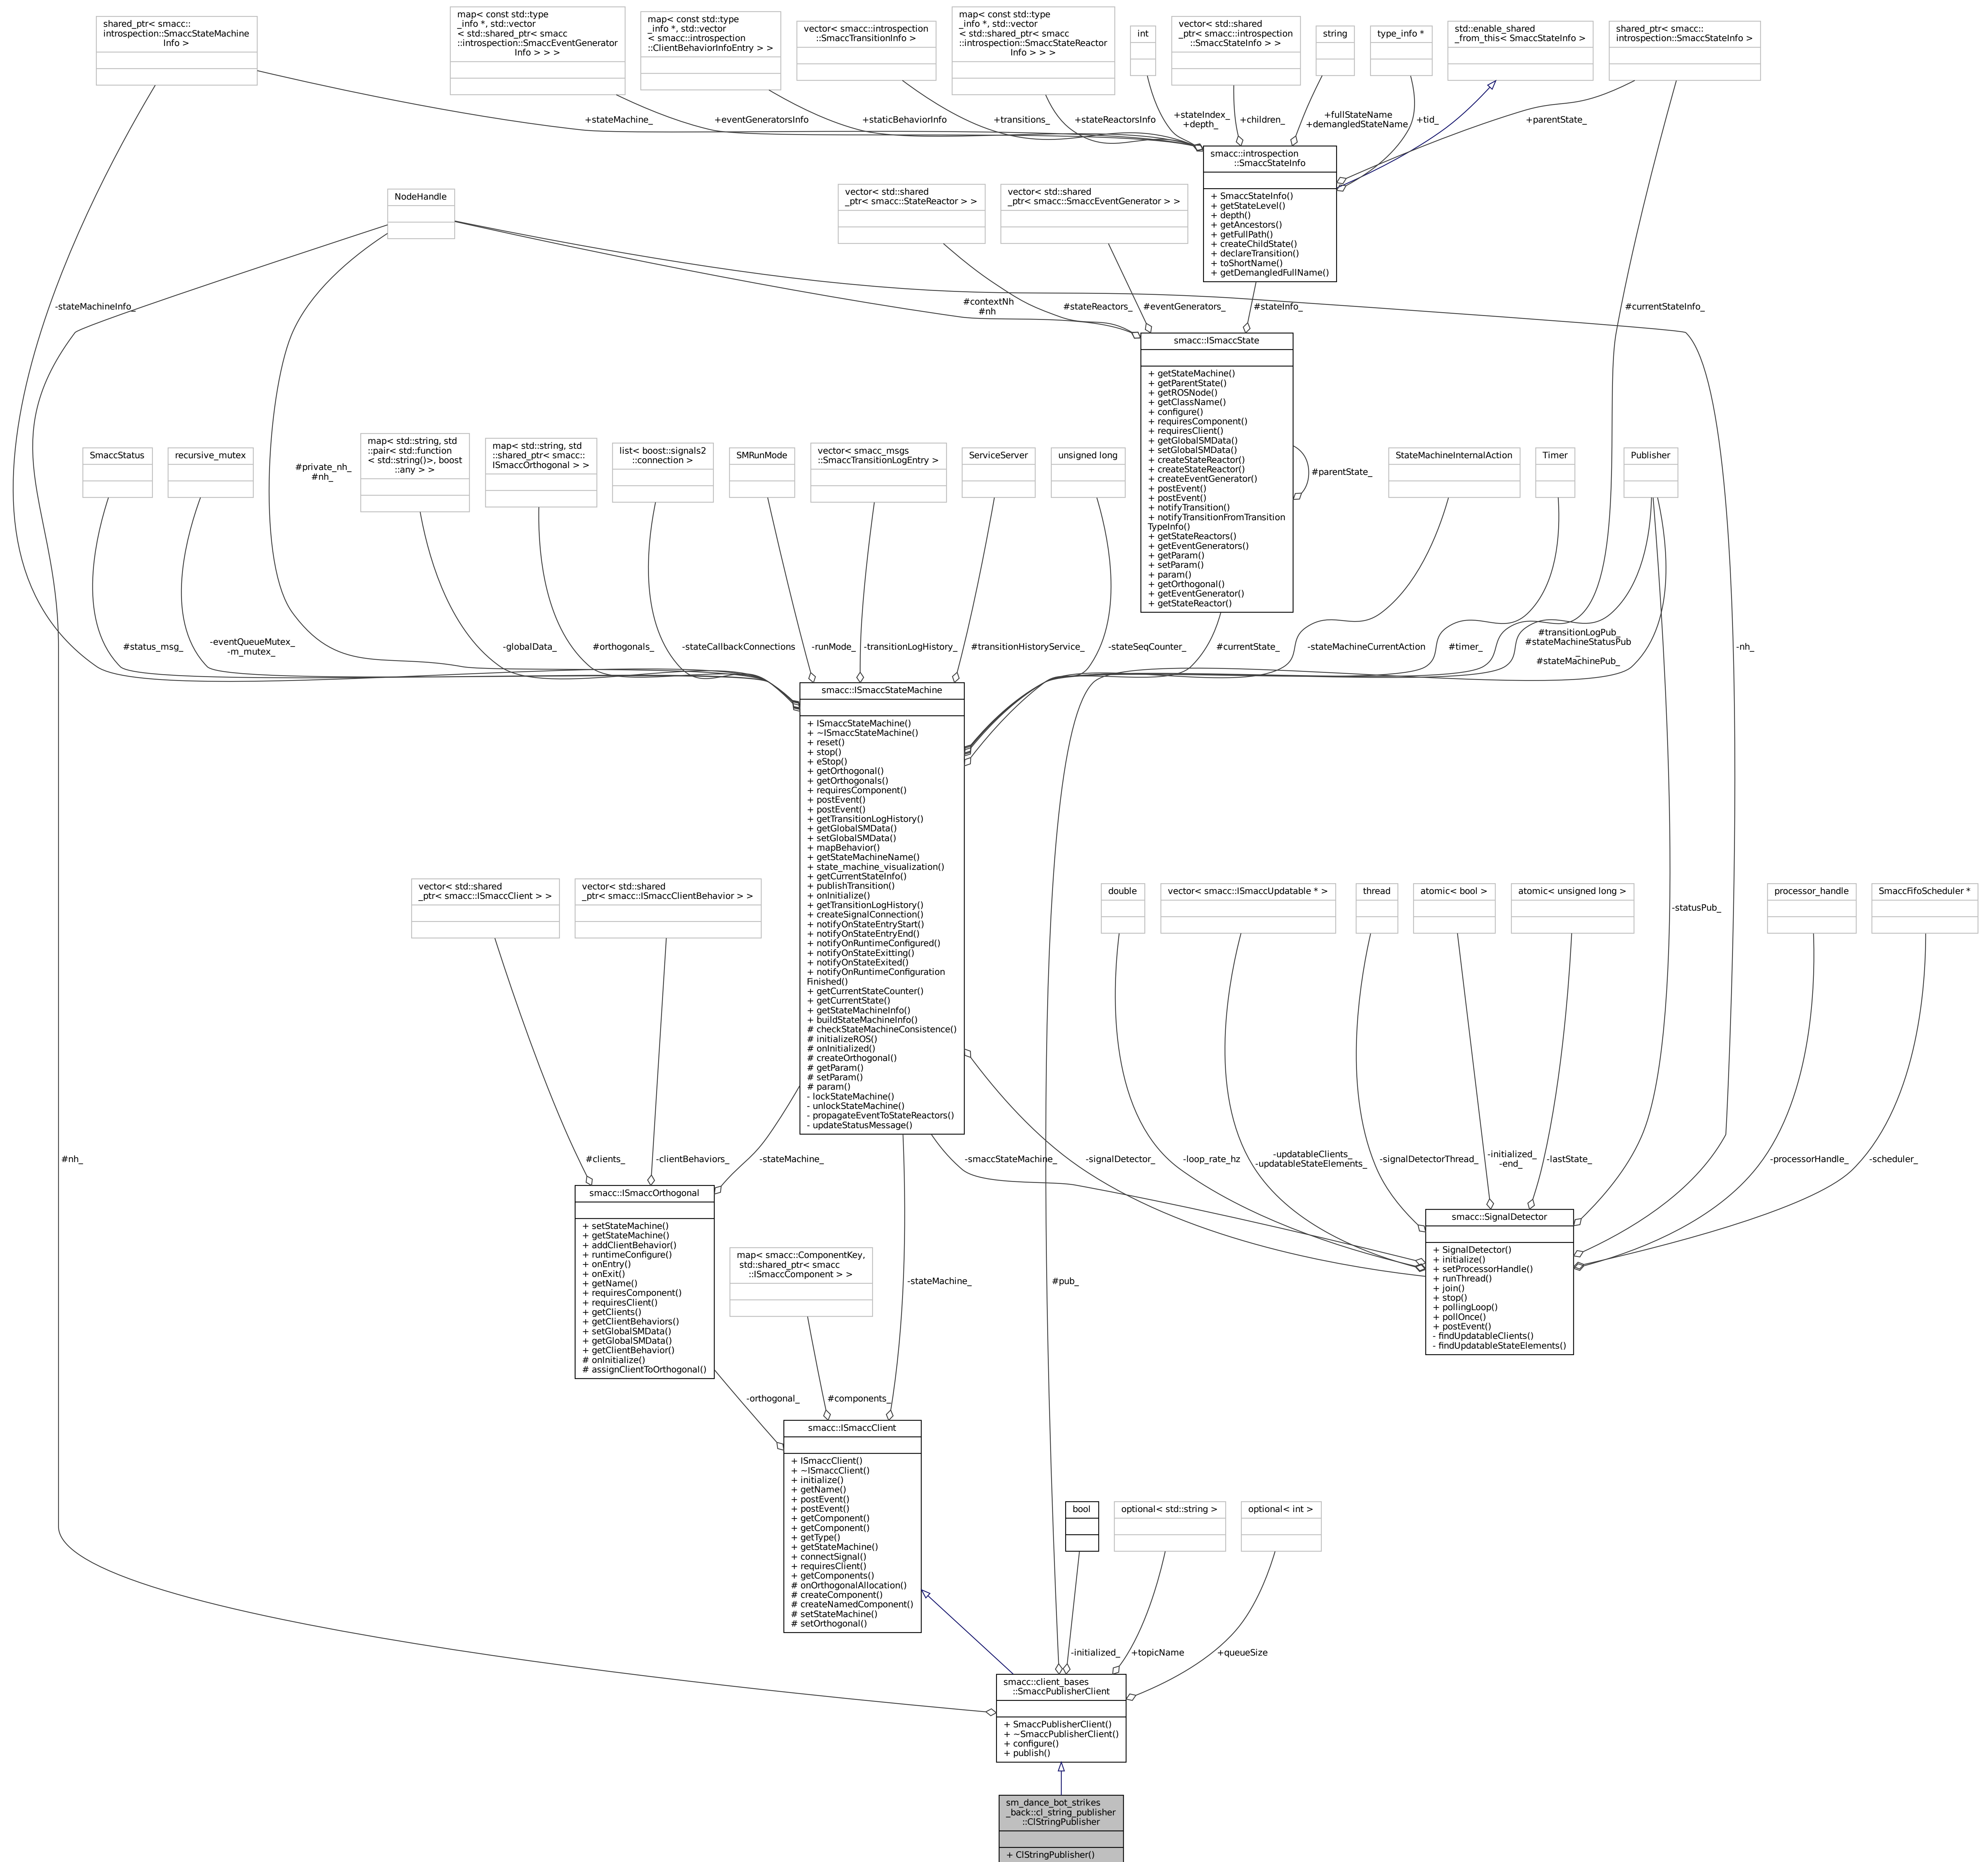 shared_ptr< smacc::
introspection::SmaccStateMachine
Info >
map< const std::type
_info *, std::vector
< std::shared_ptr< smacc
::introspection::SmaccEventGenerator
Info > > >
map< const std::type
_info *, std::vector
< smacc::introspection
::ClientBehaviorInfoEntry > >
vector< smacc::introspection
::SmaccTransitionInfo >
map< const std::type
_info *, std::vector
< std::shared_ptr< smacc
::introspection::SmaccStateReactor
Info > > >
int
vector< std::shared
_ptr< smacc::introspection
::SmaccStateInfo > >
string
type_info *
std::enable_shared
_from_this< SmaccStateInfo >
shared_ptr< smacc::
introspection::SmaccStateInfo >
+stateMachine_
+eventGeneratorsInfo
+staticBehaviorInfo
+transitions_
+stateReactorsInfo
+stateIndex_
+depth_
+children_
+fullStateName
+demangledStateName
+tid_
+parentState_
smacc::introspection
::SmaccStateInfo
+ SmaccStateInfo()
+ getStateLevel()
+ depth()
+ getAncestors()
+ getFullPath()
+ createChildState()
+ declareTransition()
+ toShortName()
+ getDemangledFullName()
NodeHandle
vector< std::shared
_ptr< smacc::StateReactor > >
vector< std::shared
_ptr< smacc::SmaccEventGenerator > >
-stateMachineInfo_
#contextNh
#nh
#stateReactors_
#eventGenerators_
#stateInfo_
#currentStateInfo_
smacc::ISmaccState
+ getStateMachine()
+ getParentState()
+ getROSNode()
+ getClassName()
+ configure()
+ requiresComponent()
+ requiresClient()
+ getGlobalSMData()
+ setGlobalSMData()
+ createStateReactor()
+ createStateReactor()
+ createEventGenerator()
+ postEvent()
+ postEvent()
+ notifyTransition()
+ notifyTransitionFromTransition
TypeInfo()
+ getStateReactors()
+ getEventGenerators()
+ getParam()
+ setParam()
+ param()
+ getOrthogonal()
+ getEventGenerator()
+ getStateReactor()
#parentState_
SmaccStatus
recursive_mutex
#private_nh_
#nh_
map< std::string, std
::pair< std::function
< std::string()>, boost
::any > >
map< std::string, std
::shared_ptr< smacc::
ISmaccOrthogonal > >
list< boost::signals2
::connection >
SMRunMode
vector< smacc_msgs
::SmaccTransitionLogEntry >
ServiceServer
unsigned long
StateMachineInternalAction
Timer
Publisher
#status_msg_
-eventQueueMutex_
-m_mutex_
-globalData_
#orthogonals_
-stateCallbackConnections
-runMode_
-transitionLogHistory_
#transitionHistoryService_
-stateSeqCounter_
#currentState_
-stateMachineCurrentAction
#timer_
#transitionLogPub_
#stateMachineStatusPub
_
#stateMachinePub_
-nh_
smacc::ISmaccStateMachine
+ ISmaccStateMachine()
+ ~ISmaccStateMachine()
+ reset()
+ stop()
+ eStop()
+ getOrthogonal()
+ getOrthogonals()
+ requiresComponent()
+ postEvent()
+ postEvent()
+ getTransitionLogHistory()
+ getGlobalSMData()
+ setGlobalSMData()
+ mapBehavior()
+ getStateMachineName()
+ state_machine_visualization()
+ getCurrentStateInfo()
+ publishTransition()
+ onInitialize()
+ getTransitionLogHistory()
+ createSignalConnection()
+ notifyOnStateEntryStart()
+ notifyOnStateEntryEnd()
+ notifyOnRuntimeConfigured()
+ notifyOnStateExitting()
+ notifyOnStateExited()
+ notifyOnRuntimeConfiguration
Finished()
+ getCurrentStateCounter()
+ getCurrentState()
+ getStateMachineInfo()
+ buildStateMachineInfo()
# checkStateMachineConsistence()
# initializeROS()
# onInitialized()
# createOrthogonal()
# getParam()
# setParam()
# param()
- lockStateMachine()
- unlockStateMachine()
- propagateEventToStateReactors()
- updateStatusMessage()
vector< std::shared
_ptr< smacc::ISmaccClient > >
vector< std::shared
_ptr< smacc::ISmaccClientBehavior > >
double
vector< smacc::ISmaccUpdatable * >
thread
atomic< bool >
atomic< unsigned long >
-statusPub_
processor_handle
SmaccFifoScheduler *
#nh_
#clients_
-clientBehaviors_
-stateMachine_
-smaccStateMachine_
-signalDetector_
-loop_rate_hz
-updatableClients_
-updatableStateElements_
-signalDetectorThread_
-initialized_
-end_
-lastState_
-processorHandle_
-scheduler_
smacc::ISmaccOrthogonal
+ setStateMachine()
+ getStateMachine()
+ addClientBehavior()
+ runtimeConfigure()
+ onEntry()
+ onExit()
+ getName()
+ requiresComponent()
+ requiresClient()
+ getClients()
+ getClientBehaviors()
+ setGlobalSMData()
+ getGlobalSMData()
+ getClientBehavior()
# onInitialize()
# assignClientToOrthogonal()
map< smacc::ComponentKey,
std::shared_ptr< smacc
::ISmaccComponent > >
-stateMachine_
#pub_
smacc::SignalDetector
+ SignalDetector()
+ initialize()
+ setProcessorHandle()
+ runThread()
+ join()
+ stop()
+ pollingLoop()
+ pollOnce()
+ postEvent()
- findUpdatableClients()
- findUpdatableStateElements()
-orthogonal_
#components_
smacc::ISmaccClient
+ ISmaccClient()
+ ~ISmaccClient()
+ initialize()
+ getName()
+ postEvent()
+ postEvent()
+ getComponent()
+ getComponent()
+ getType()
+ getStateMachine()
+ connectSignal()
+ requiresClient()
+ getComponents()
# onOrthogonalAllocation()
# createComponent()
# createNamedComponent()
# setStateMachine()
# setOrthogonal()
bool
optional< std::string >
optional< int >
-initialized_
+topicName
+queueSize
smacc::client_bases
::SmaccPublisherClient
+ SmaccPublisherClient()
+ ~SmaccPublisherClient()
+ configure()
+ publish()
sm_dance_bot_strikes
_back::cl_string_publisher
::ClStringPublisher
+ ClStringPublisher()